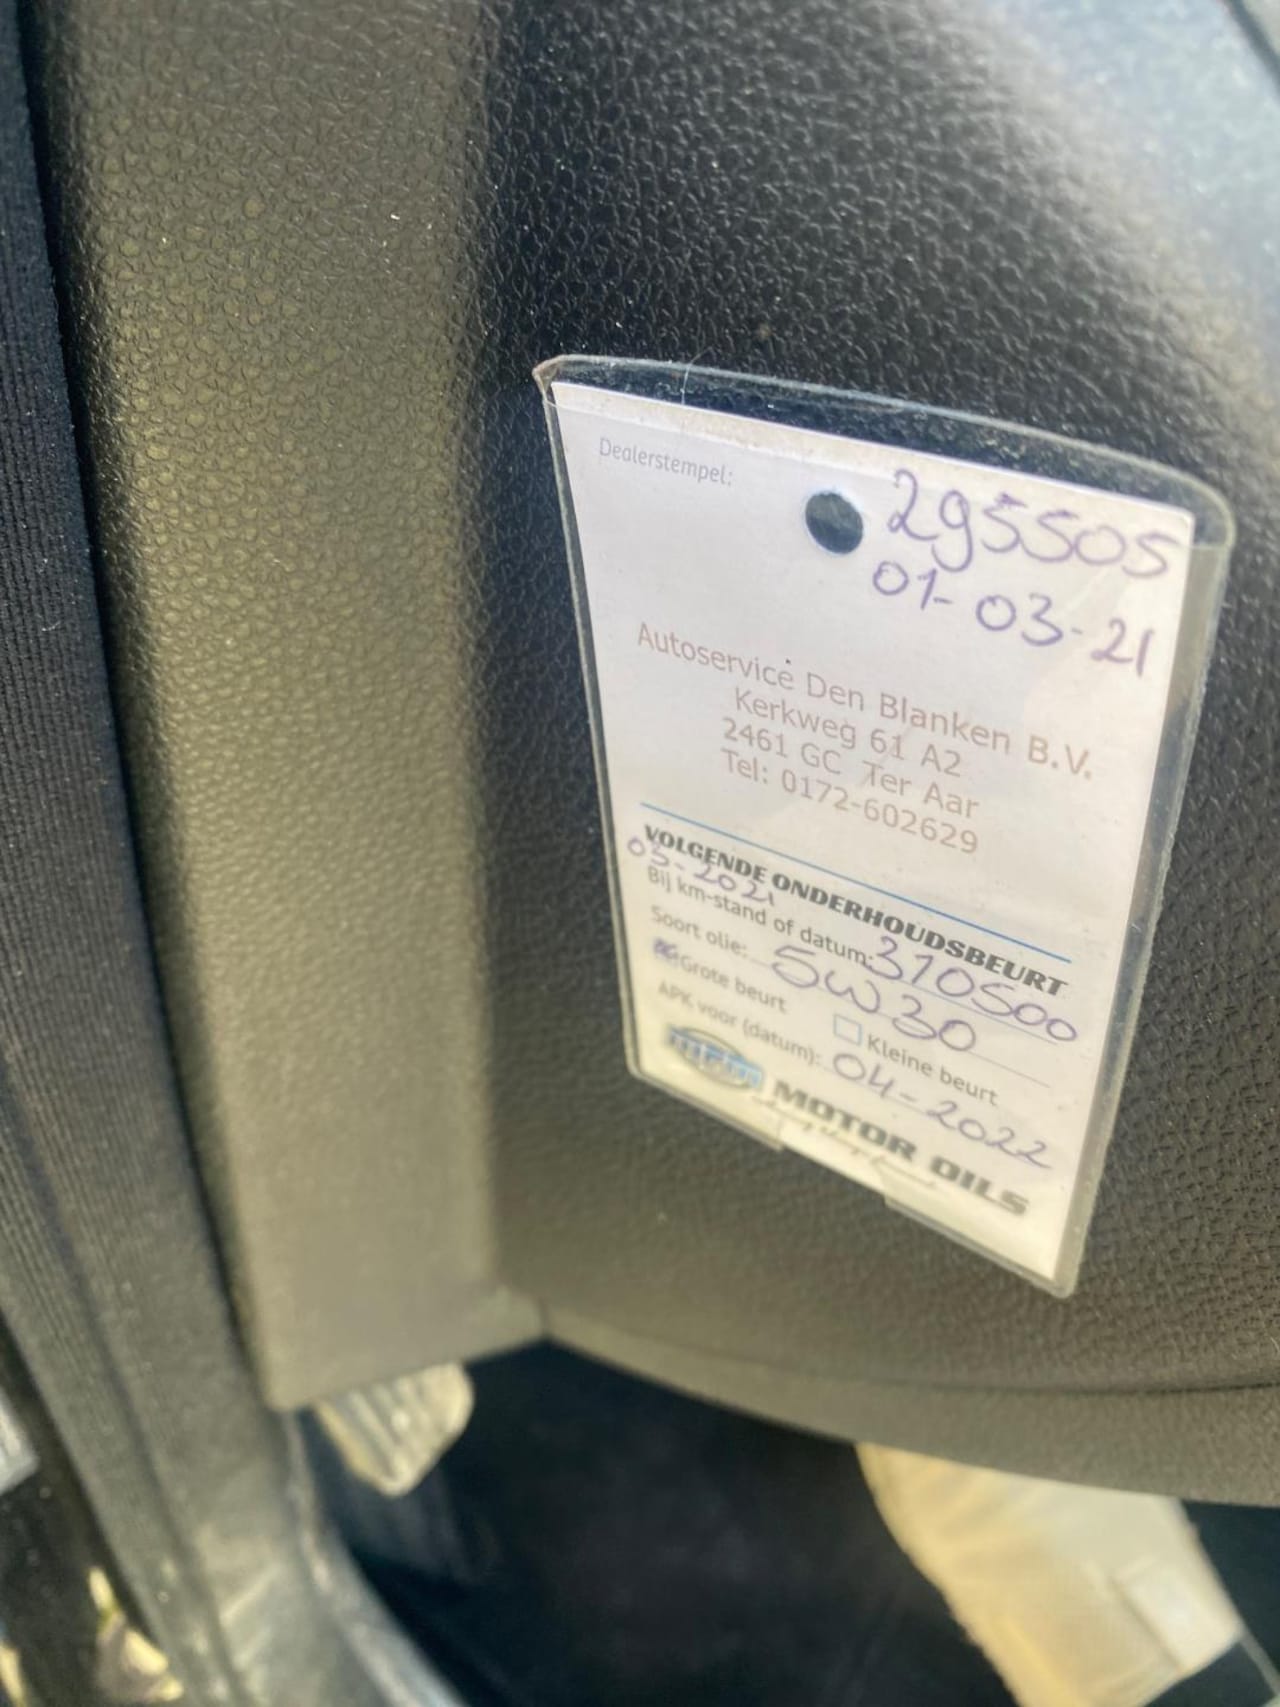 Dealerstempel:
295505
01-03-21
Autoservice Den Blanken B.V.
Kerkweg 61 A2
2461 GC Ter Aar
Tel: 0172-602629
VOLGENDE ONDERHOUDSBEURT
03-2021
Bij km-stand of datum: 310500
Soort olie: 5W30
Grote beurt Kleine beurt
APK voor (datum): 04-2022
mpm MOTOR OILS